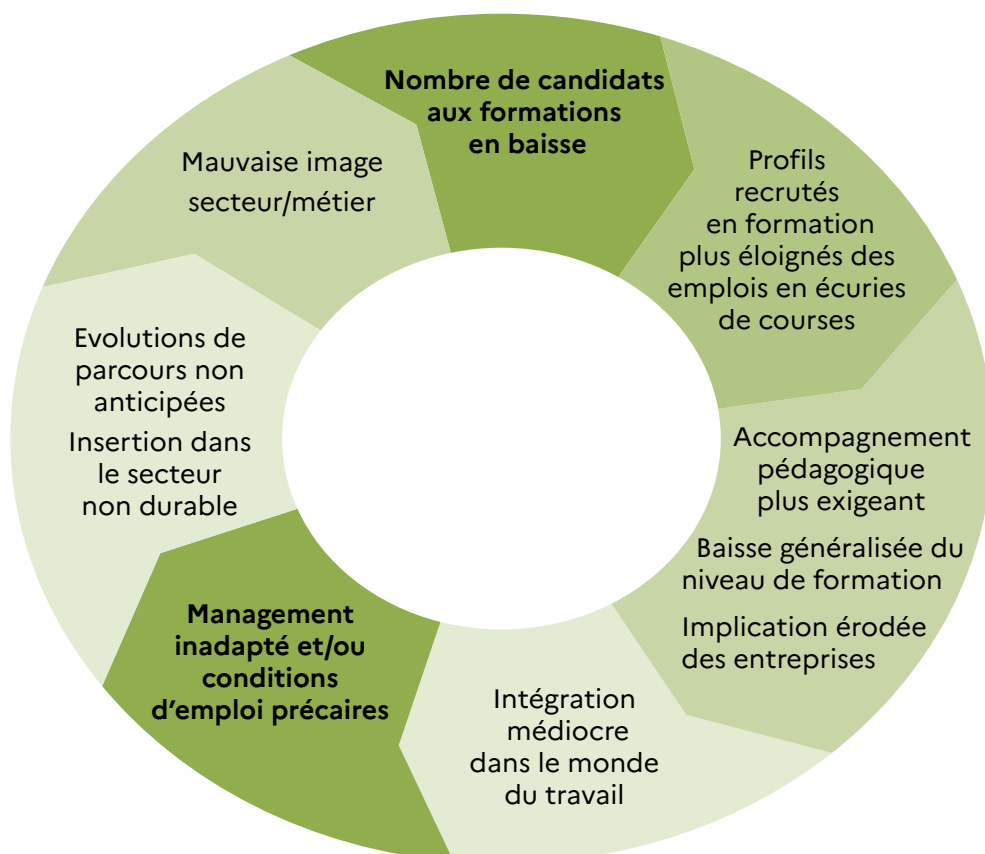 Nombre de candidats
aux formations
en baisse
Profils
recrutés
en formation
plus éloignés des
emplois en écuries
de courses
Accompagnement
pédagogique
plus exigeant
Baisse généralisée du
niveau de formation
Implication érodée
des entreprises
Intégration
médiocre
dans le monde
du travail
Management
inadapté et/ou
conditions
d’emploi précaires
Evolutions de
parcours non
anticipées
Insertion dans
le secteur
non durable
Mauvaise image
secteur/métier